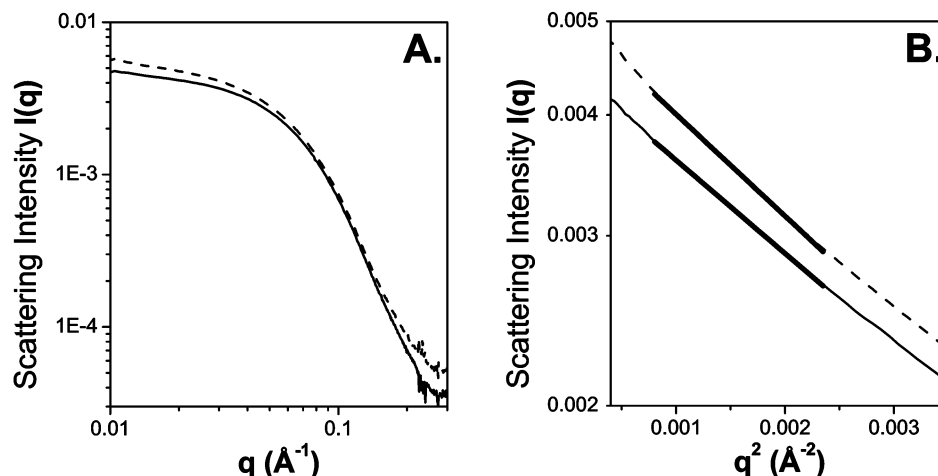 A.
Scattering Intensity I(q)
0.01
1E-3
1E-4
0.01
0.1
q (Å⁻¹)
B.
Scattering Intensity I(q)
0.005
0.004
0.003
0.002
0.001
0.002
0.003
q² (Å⁻²)